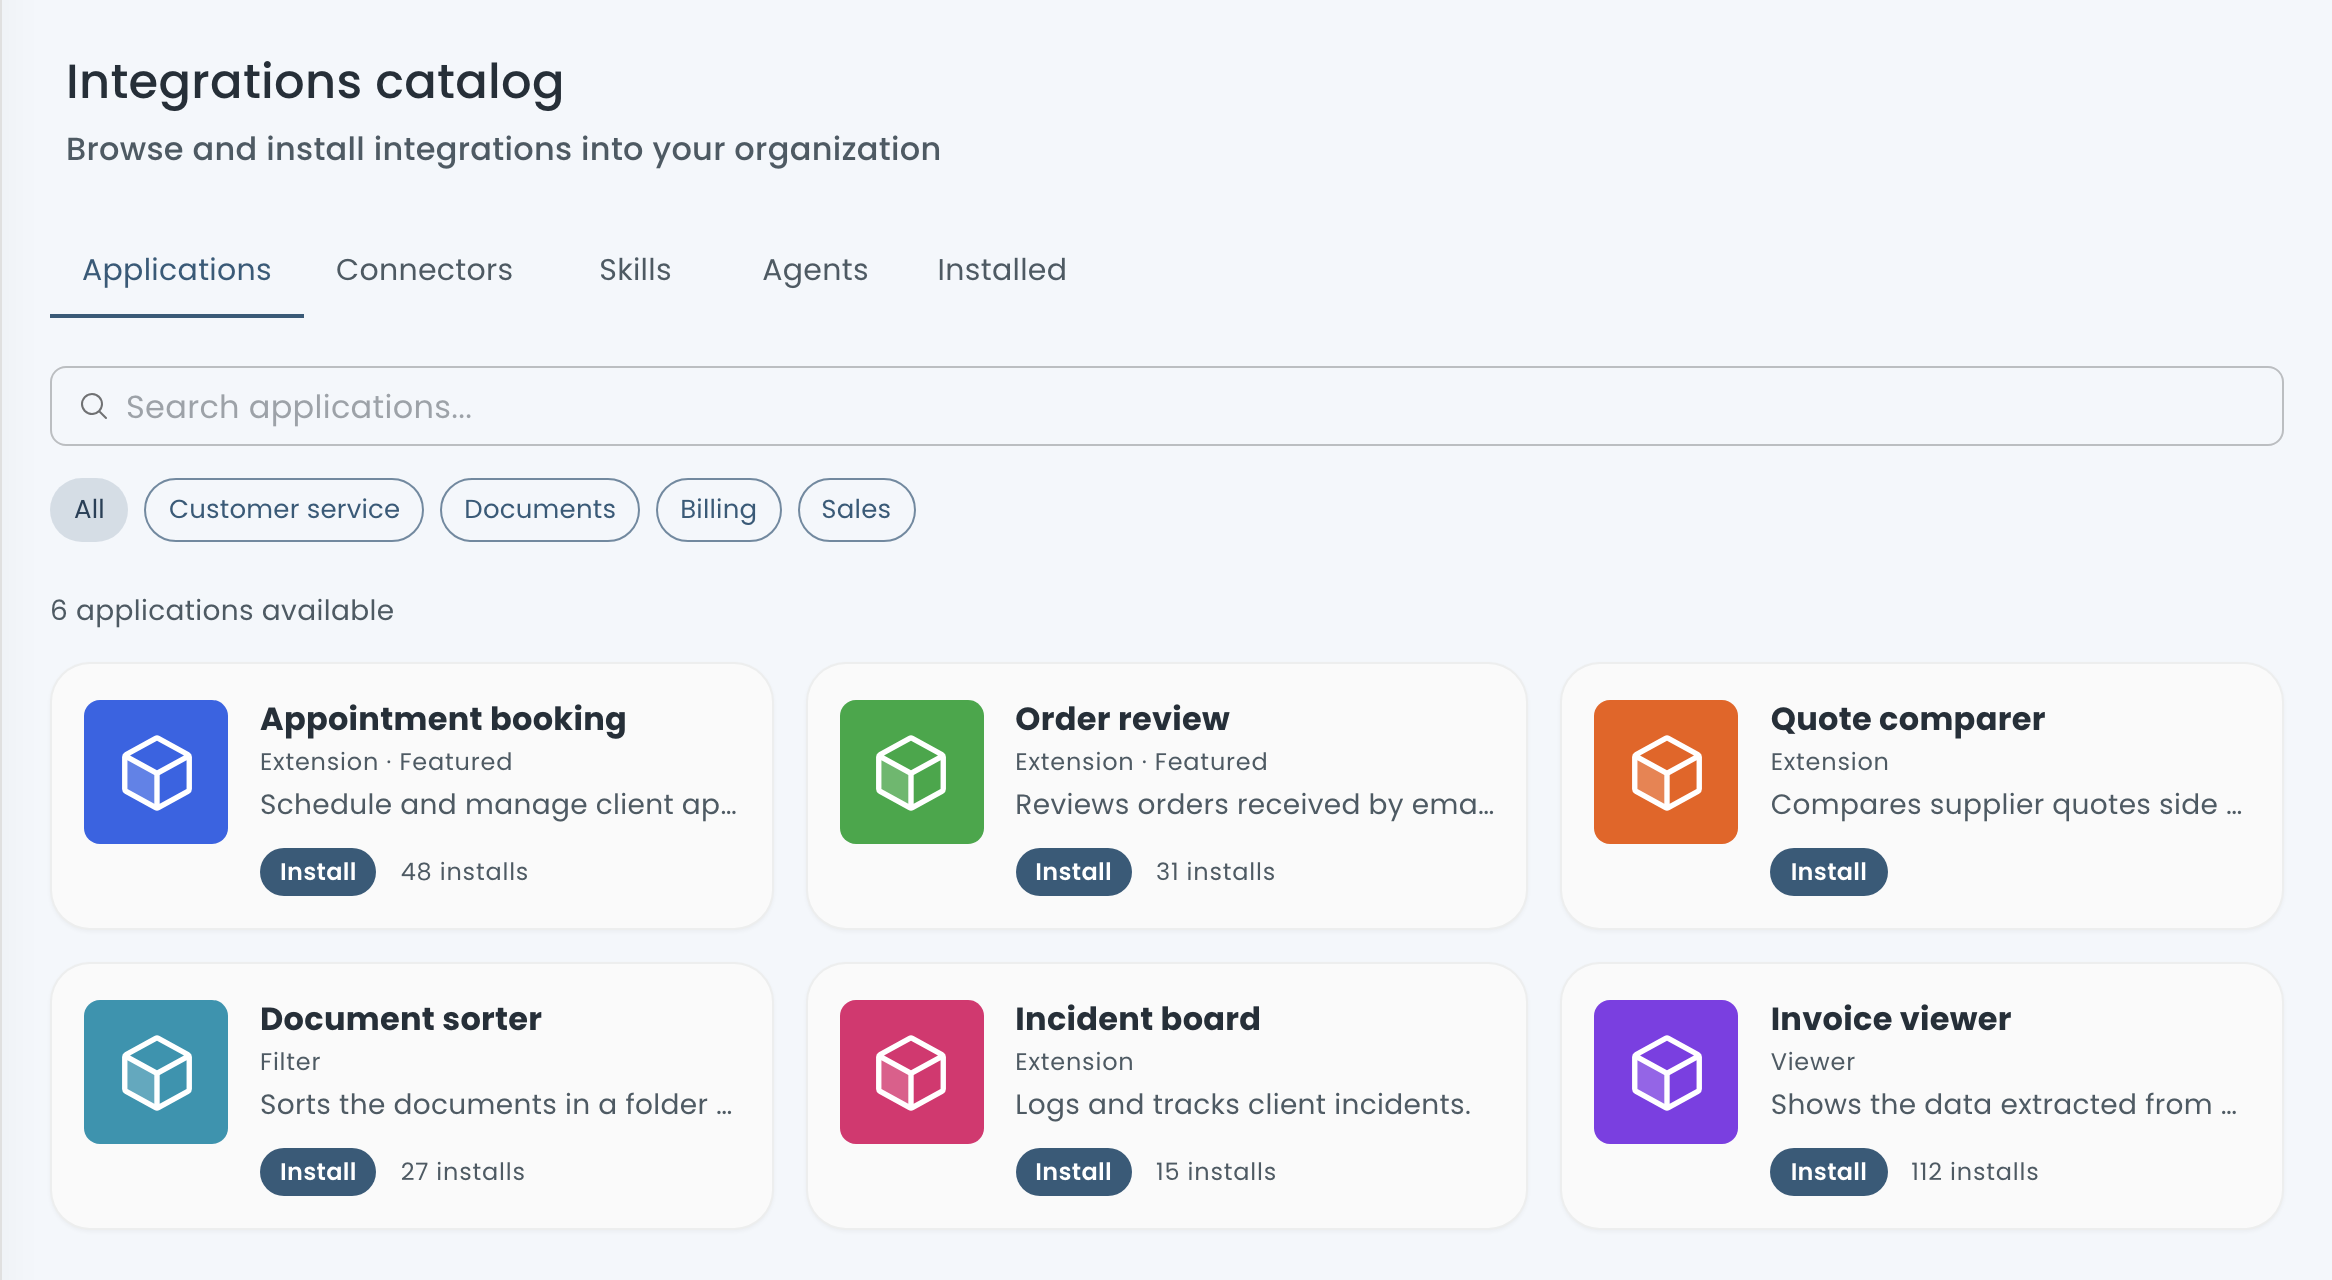 Integrations catalog
Browse and install integrations into your organization
Applications Connectors Skills Agents Installed
Search applications...
All Customer service Documents Billing Sales
6 applications available
Appointment booking
Extension · Featured
Schedule and manage client ap...
Install 48 installs
Order review
Extension · Featured
Reviews orders received by ema...
Install 31 installs
Quote comparer
Extension
Compares supplier quotes side ...
Install
Document sorter
Filter
Sorts the documents in a folder ...
Install 27 installs
Incident board
Extension
Logs and tracks client incidents.
Install 15 installs
Invoice viewer
Viewer
Shows the data extracted from ...
Install 112 installs